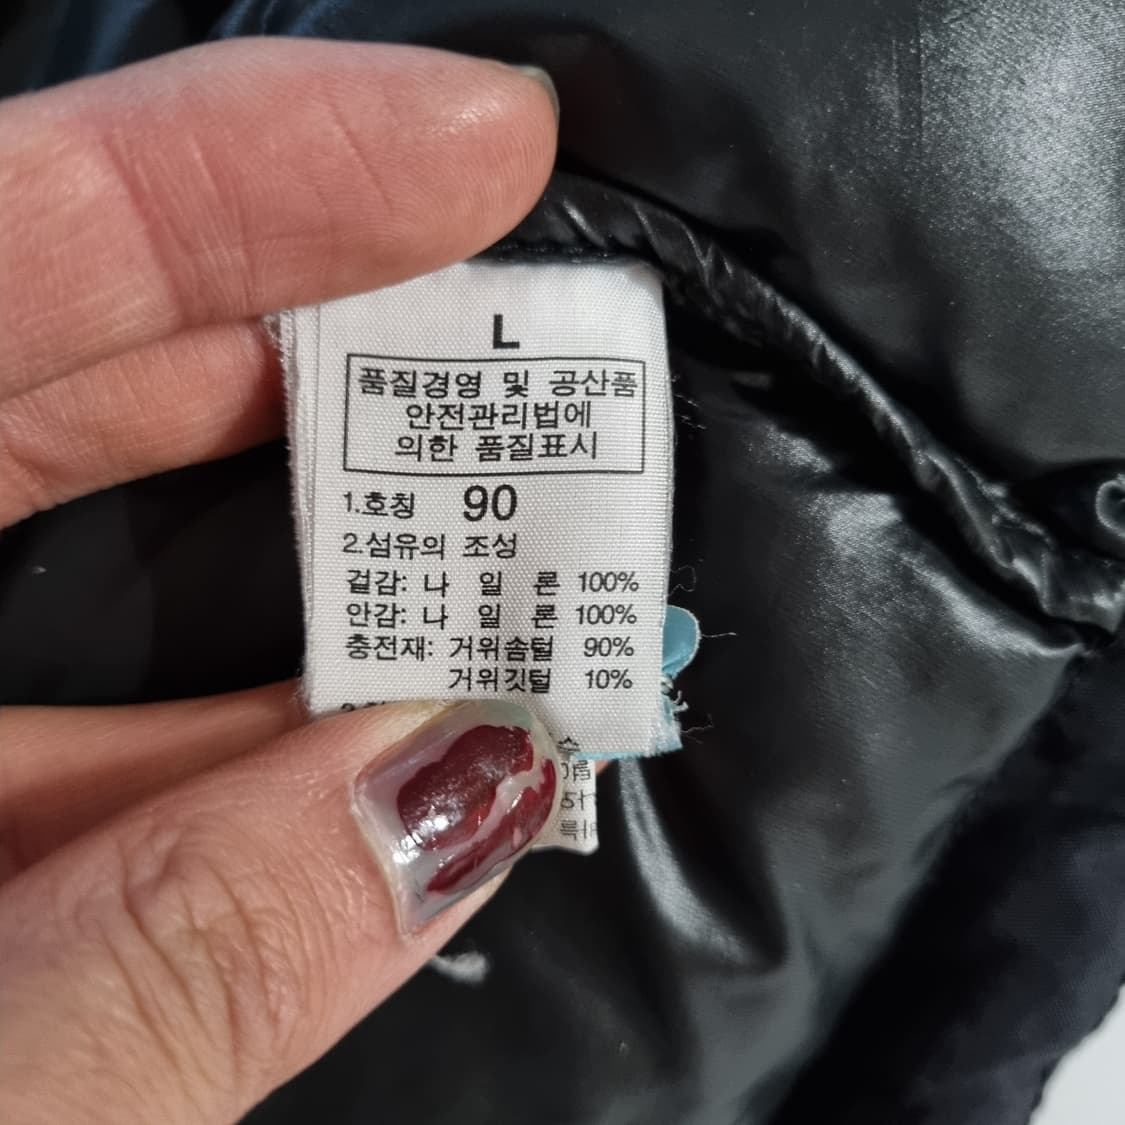 L
품질경영 및 공산품
안전관리법에
의한 품질표시
1.호칭 90
2.섬유의 조성
겉감: 나 일 론 100%
안감: 나 일 론 100%
충전재: 거위솜털 90%
거위깃털 10%